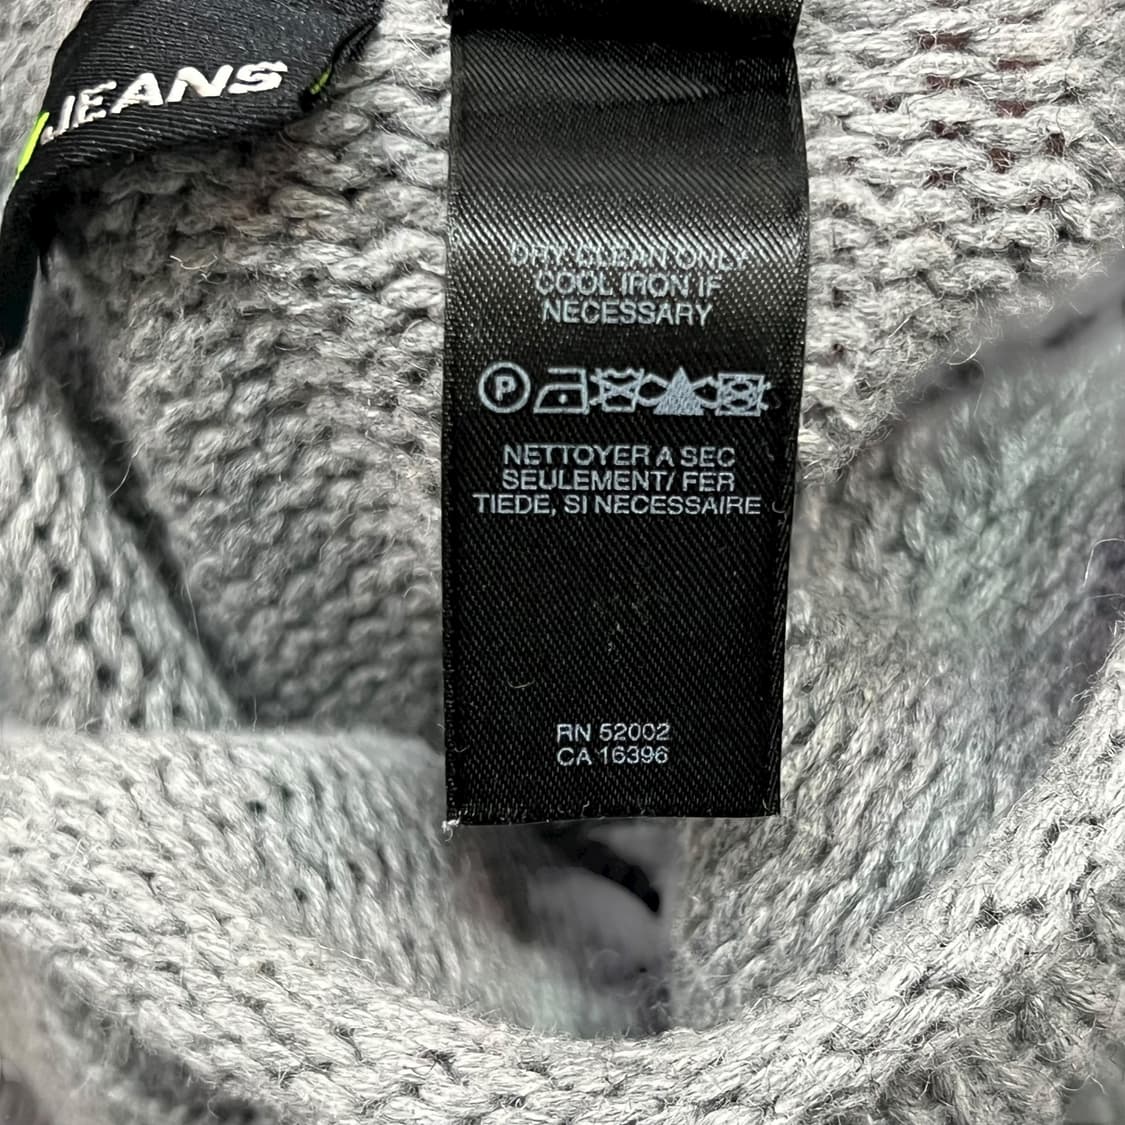 JEANS
DRY CLEAN ONLY
COOL IRON IF
NECESSARY
P
NETTOYER A SEC
SEULEMENT/ FER
TIEDE, SI NECESSAIRE
RN 52002
CA 16396